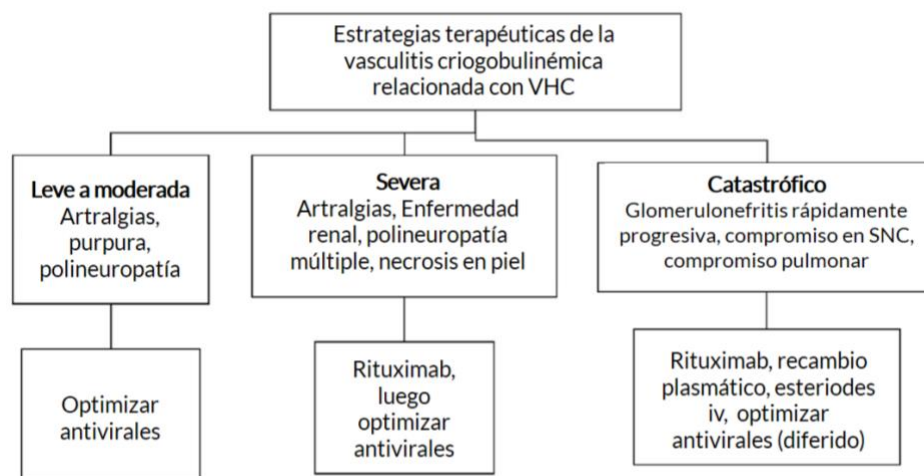 Estrategias terapéuticas de la
vasculitis criogobulinémica
relacionada con VHC
Leve a moderada
Artralgias,
purpura,
polineuropatía
Severa
Artralgias, Enfermedad
renal, polineuropatía
múltiple, necrosis en piel
Catastrófico
Glomerulonefritis rápidamente
progresiva, compromiso en SNC,
compromiso pulmonar
Optimizar
antivirales
Rituximab,
luego
optimizar
antivirales
Rituximab, recambio
plasmático, esteriodes
iv, optimizar
antivirales (diferido)